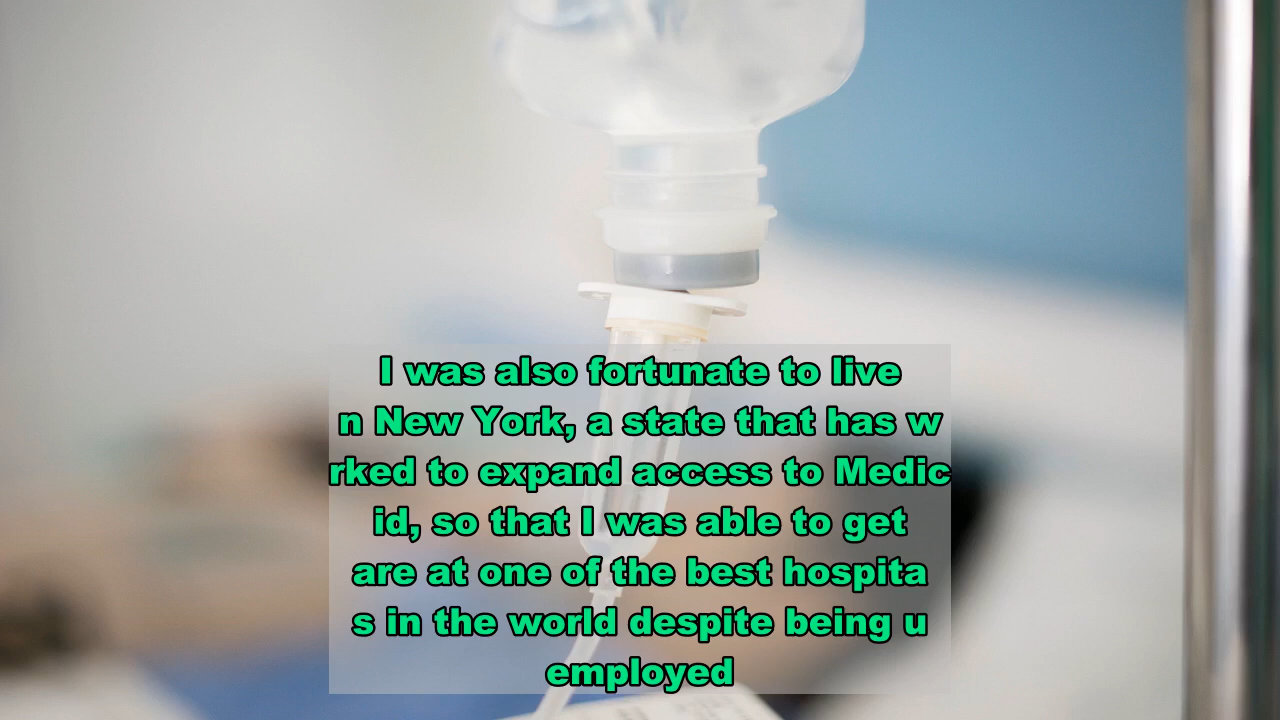 I was also fortunate to live
n New York, a state that has w
rked to expand access to Medic
id, so that I was able to get
are at one of the best hospita
s in the world despite being u
employed